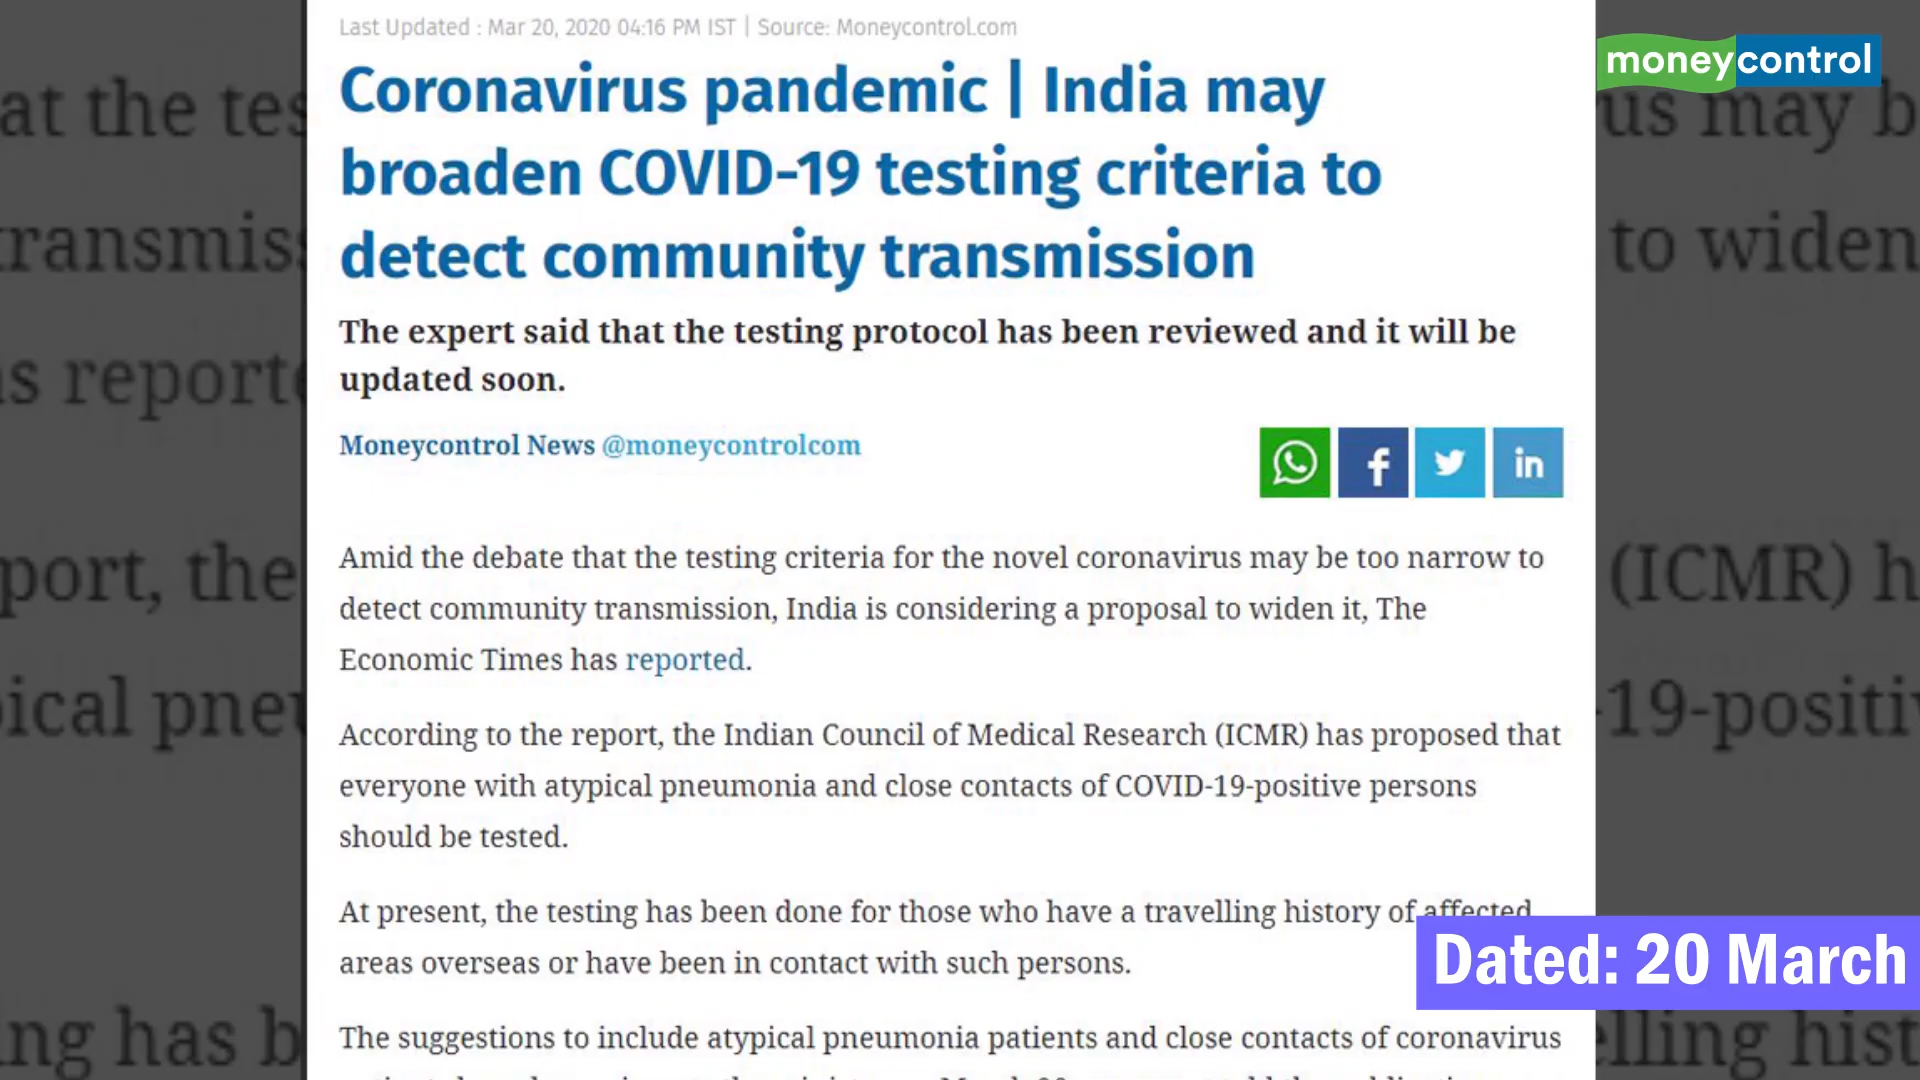 Last Updated : Mar 20, 2020 04:16 PM IST | Source: Moneycontrol.com
moneycontrol
Coronavirus pandemic | India may
broaden COVID-19 testing criteria to
detect community transmission
The expert said that the testing protocol has been reviewed and it will be
updated soon.
Moneycontrol News @moneycontrolcom
Amid the debate that the testing criteria for the novel coronavirus may be too narrow to
detect community transmission, India is considering a proposal to widen it, The
Economic Times has reported.
According to the report, the Indian Council of Medical Research (ICMR) has proposed that
everyone with atypical pneumonia and close contacts of COVID-19-positive persons
should be tested.
At present, the testing has been done for those who have a travelling history of affected
areas overseas or have been in contact with such persons.
Dated: 20 March
The suggestions to include atypical pneumonia patients and close contacts of coronavirus